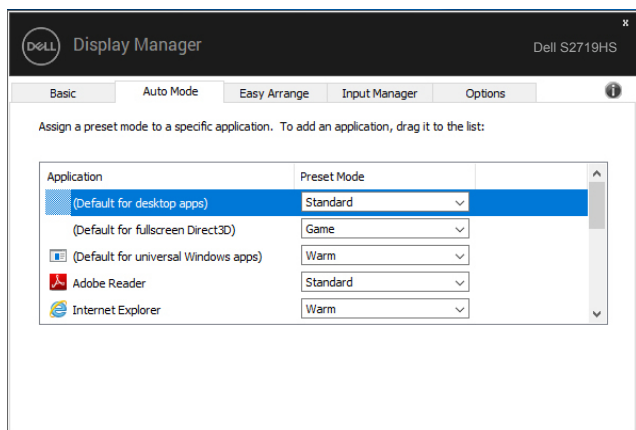 DELL Display Manager
x
Dell S2719HS
Basic Auto Mode Easy Arrange Input Manager Options i
Assign a preset mode to a specific application. To add an application, drag it to the list:
Application Preset Mode
(Default for desktop apps) Standard
(Default for fullscreen Direct3D) Game
(Default for universal Windows apps) Warm
Adobe Reader Standard
Internet Explorer Warm